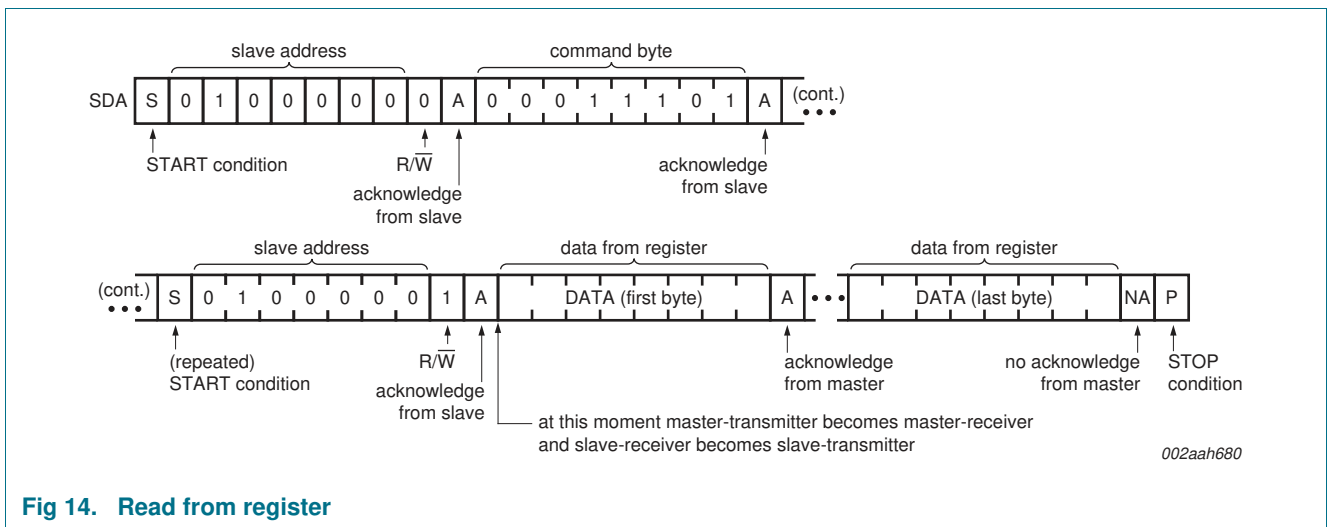 slave address command byte
SDA S 0 1 0 0 0 0 0 0 A 0 0 0 1 1 1 0 1 A (cont.)
START condition R/W̅ acknowledge
acknowledge from slave
from slave
slave address data from register data from register
(cont.) S 0 1 0 0 0 0 0 1 A DATA (first byte) A DATA (last byte) NA P
(repeated) R/W̅ acknowledge no acknowledge STOP
START condition acknowledge from master from master condition
from slave
at this moment master-transmitter becomes master-receiver
and slave-receiver becomes slave-transmitter
002aah680
Fig 14. Read from register